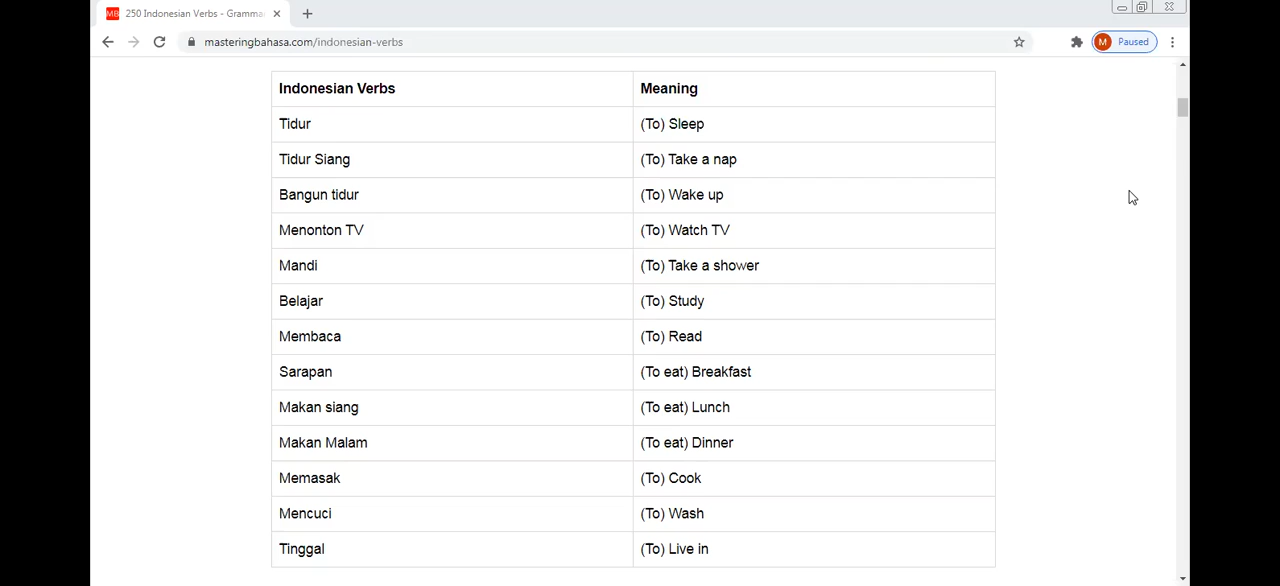 250 Indonesian Verbs - Gramma
masteringbahasa.com/indonesian-verbs
M Paused
Indonesian Verbs Meaning
Tidur (To) Sleep
Tidur Siang (To) Take a nap
Bangun tidur (To) Wake up
Menonton TV (To) Watch TV
Mandi (To) Take a shower
Belajar (To) Study
Membaca (To) Read
Sarapan (To eat) Breakfast
Makan siang (To eat) Lunch
Makan Malam (To eat) Dinner
Memasak (To) Cook
Mencuci (To) Wash
Tinggal (To) Live in